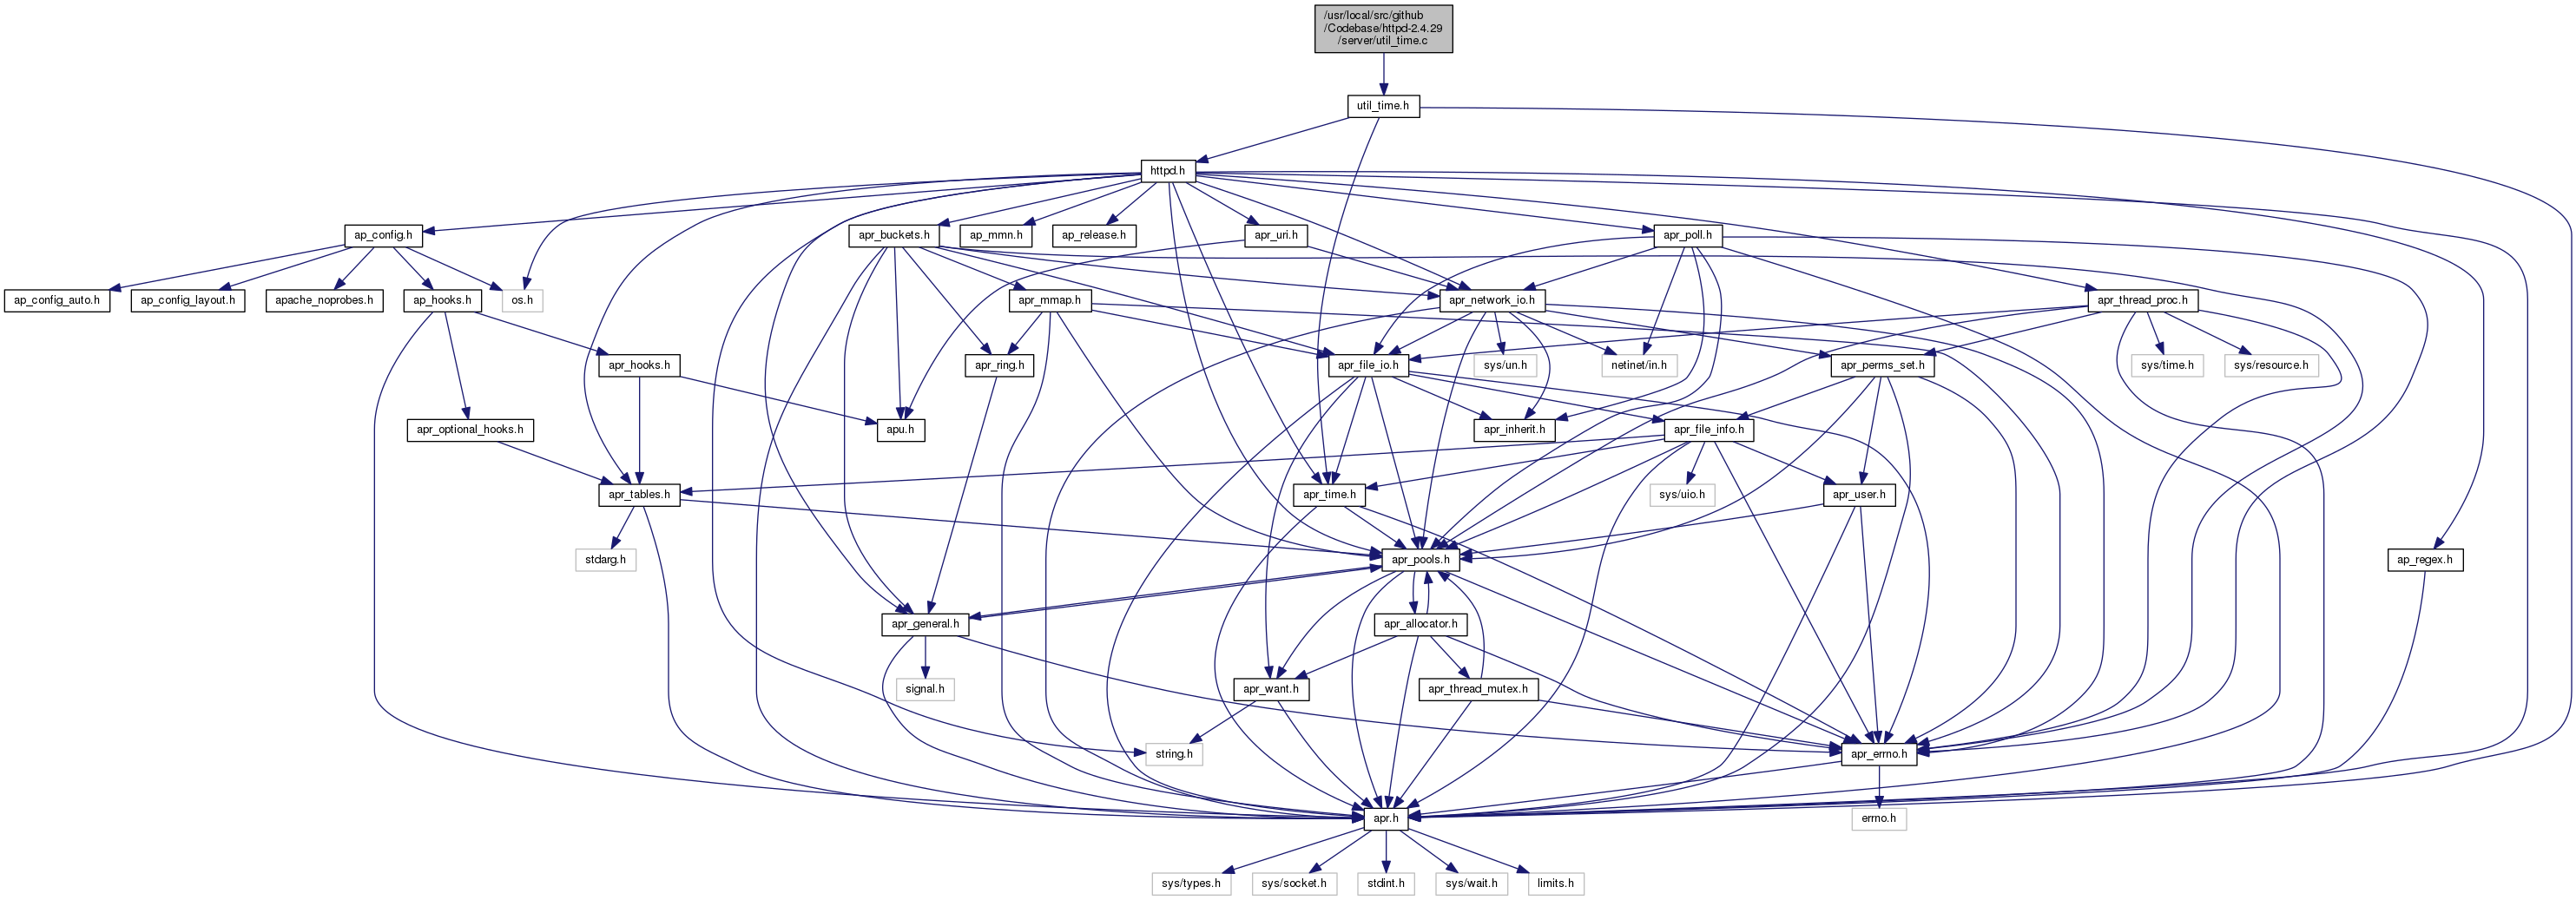 /usr/local/src/github
/Codebase/httpd-2.4.29
/server/util_time.c
util_time.h
httpd.h
ap_config.h
apr_buckets.h
ap_mmn.h
ap_release.h
apr_uri.h
apr_poll.h
ap_config_auto.h
ap_config_layout.h
apache_noprobes.h
ap_hooks.h
os.h
apr_mmap.h
apr_network_io.h
apr_thread_proc.h
apr_hooks.h
apr_ring.h
apr_file_io.h
sys/un.h
netinet/in.h
apr_perms_set.h
sys/time.h
sys/resource.h
apr_optional_hooks.h
apu.h
apr_inherit.h
apr_file_info.h
apr_tables.h
apr_time.h
sys/uio.h
apr_user.h
stdarg.h
apr_pools.h
ap_regex.h
apr_general.h
apr_allocator.h
signal.h
apr_want.h
apr_thread_mutex.h
string.h
apr_errno.h
apr.h
errno.h
sys/types.h
sys/socket.h
stdint.h
sys/wait.h
limits.h